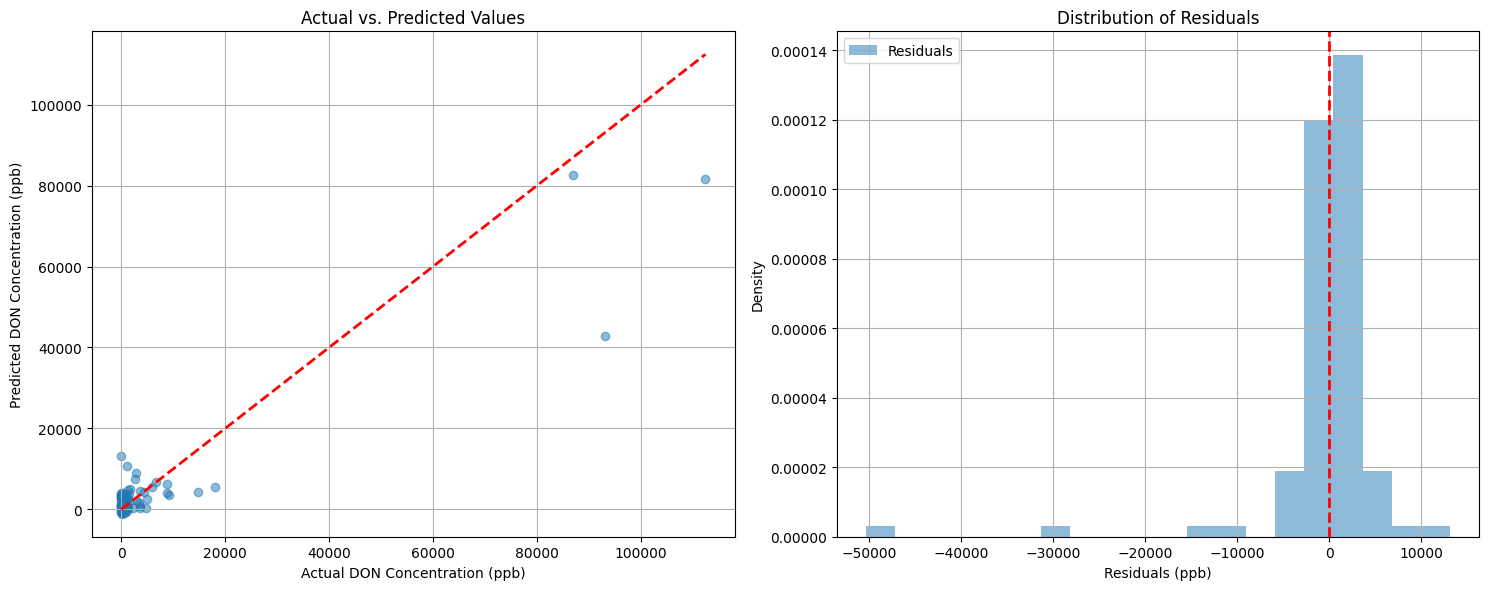 Actual vs. Predicted Values
Predicted DON Concentration (ppb)
100000
80000
60000
40000
20000
0
0 20000 40000 60000 80000 100000
Actual DON Concentration (ppb)
Distribution of Residuals
Residuals
Density
0.00014
0.00012
0.00010
0.00008
0.00006
0.00004
0.00002
0.00000
−50000 −40000 −30000 −20000 −10000 0 10000
Residuals (ppb)